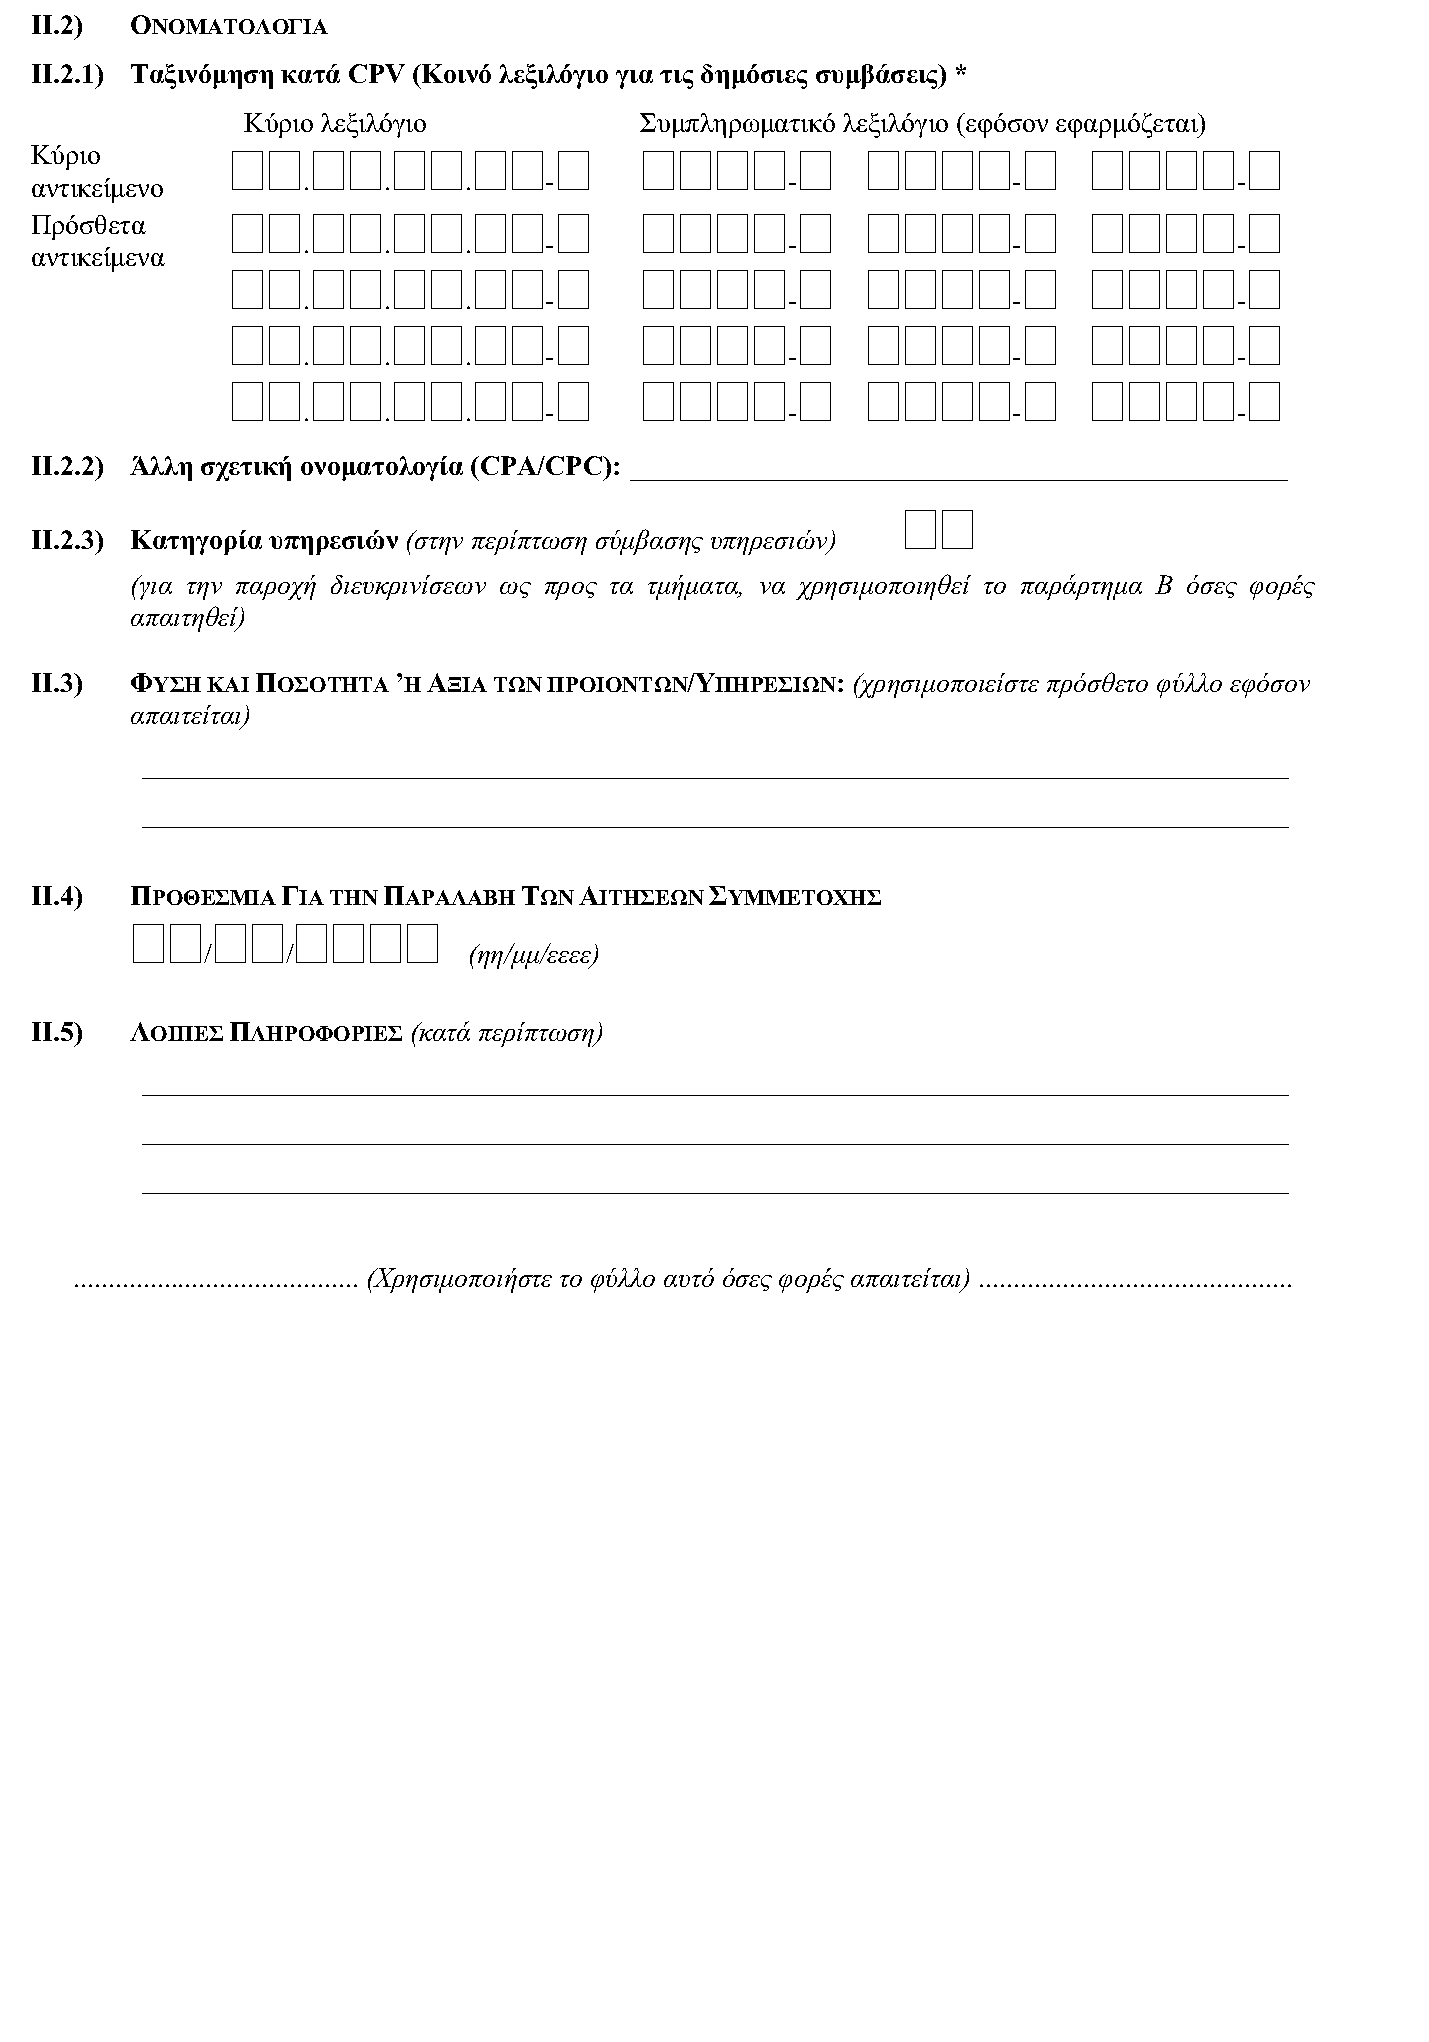 II.2) ΟΝΟΜΑΤΟΛΟΓΙΑ
II.2.1) Ταξινόμηση κατά CPV (Κοινό λεξιλόγιο για τις δημόσιες συμβάσεις) *
Κύριο λεξιλόγιο Συμπληρωματικό λεξιλόγιο (εφόσον εφαρμόζεται)
Κύριο
αντικείμενο □□.□□.□□.□□-□ □□□□-□ □□□□-□ □□□□-□
Πρόσθετα
αντικείμενα □□.□□.□□.□□-□ □□□□-□ □□□□-□ □□□□-□
□□.□□.□□.□□-□ □□□□-□ □□□□-□ □□□□-□
□□.□□.□□.□□-□ □□□□-□ □□□□-□ □□□□-□
□□.□□.□□.□□-□ □□□□-□ □□□□-□ □□□□-□
II.2.2) Άλλη σχετική ονοματολογία (CPA/CPC): ____________
II.2.3) Κατηγορία υπηρεσιών (στην περίπτωση σύμβασης υπηρεσιών) □□
(για την παροχή διευκρινίσεων ως προς τα τμήματα, να χρησιμοποιηθεί το παράρτημα Β όσες φορές
απαιτηθεί)
II.3) ΦΥΣΗ ΚΑΙ ΠΟΣΟΤΗΤΑ ’Η ΑΞΙΑ ΤΩΝ ΠΡΟΙΟΝΤΩΝ/ΥΠΗΡΕΣΙΩΝ: (χρησιμοποιείστε πρόσθετο φύλλο εφόσον
απαιτείται)
II.4) ΠΡΟΘΕΣΜΙΑ ΓΙΑ ΤΗΝ ΠΑΡΑΛΑΒΗ ΤΩΝ ΑΙΤΗΣΕΩΝ ΣΥΜΜΕΤΟΧΗΣ
□□/□□/□□□□ (ηη/μμ/εεεε)
II.5) ΛΟΙΠΕΣ ΠΛΗΡΟΦΟΡΙΕΣ (κατά περίπτωση)
......................................... (Χρησιμοποιήστε το φύλλο αυτό όσες φορές απαιτείται) .............................................